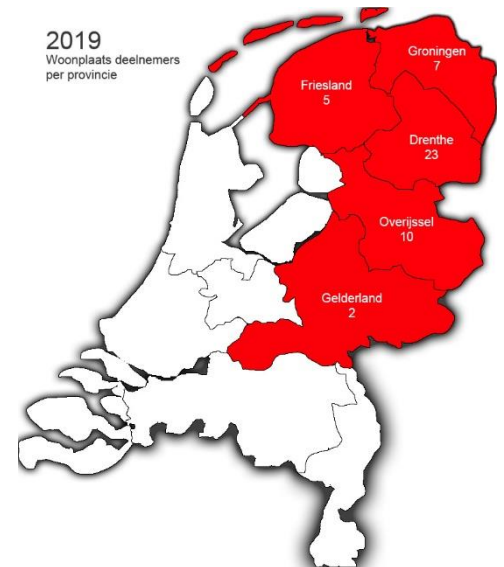 2019
Woonplaats deelnemers
per provincie
Groningen
7
Friesland
5
Drenthe
23
Overijssel
10
Gelderland
2